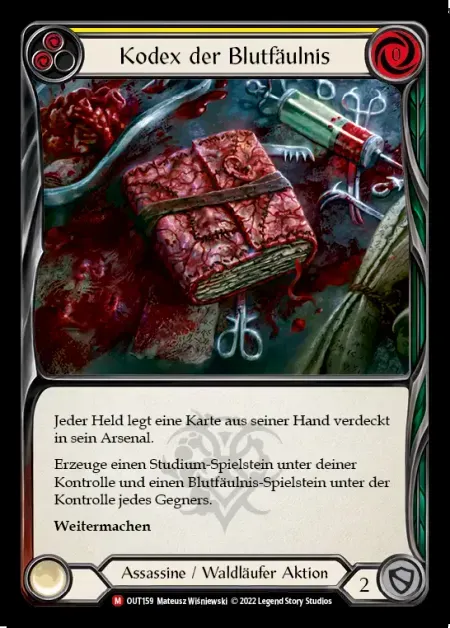 Kodex der Blutfäulnis
0
Jeder Held legt eine Karte aus seiner Hand verdeckt
in sein Arsenal.
Erzeuge einen Studium-Spielstein unter deiner
Kontrolle und einen Blutfäulnis-Spielstein unter der
Kontrolle jedes Gegners.
Weitermachen
Assassine / Waldläufer Aktion
2
M OUT159 Mateusz Wiśniewski © 2022 Legend Story Studios